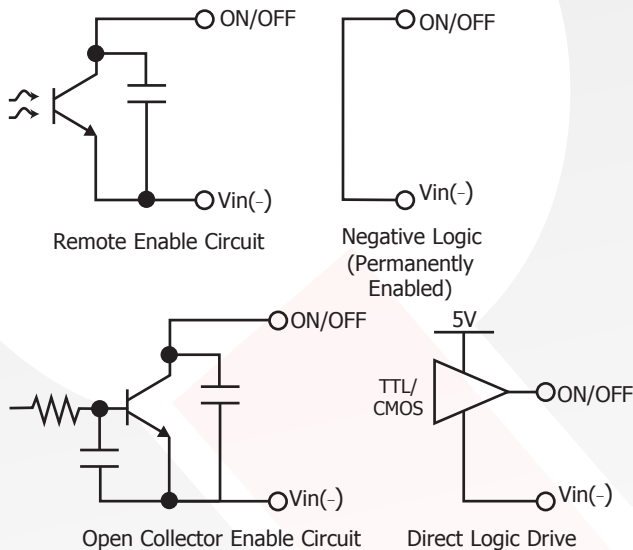 ON/OFF
Vin(-)
Remote Enable Circuit
ON/OFF
Vin(-)
Negative Logic
(Permanently
Enabled)
ON/OFF
Vin(-)
Open Collector Enable Circuit
5V
TTL/
CMOS
ON/OFF
Vin(-)
Direct Logic Drive